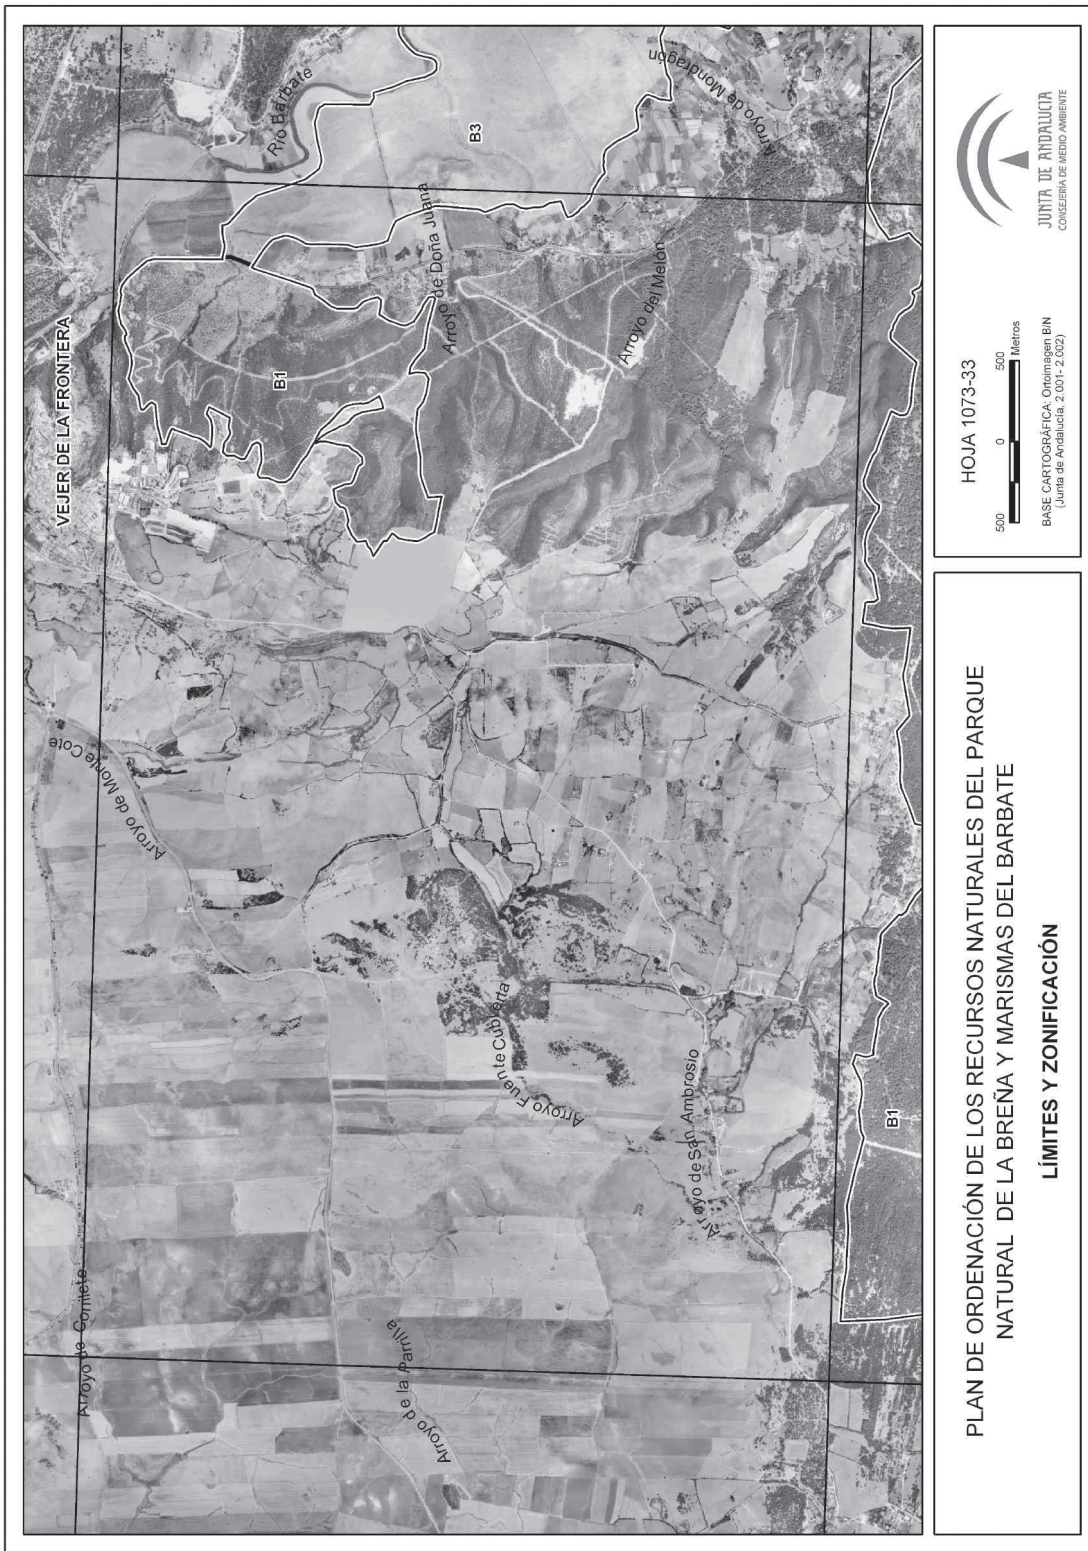 VEJER DE LA FRONTERA
Río Barbate
B3
Arroyo de Mondragón
B1
Arroyo de Doña Juana
Arroyo del Melón
Arroyo de Monte Cote
Arroyo Fuente Cubierta
Arroyo de San Ambrosio
B1
Arroyo de Conilete
Arroyo de la Parrilla
PLAN DE ORDENACIÓN DE LOS RECURSOS NATURALES DEL PARQUE
NATURAL DE LA BREÑA Y MARISMAS DEL BARBATE
LÍMITES Y ZONIFICACIÓN
HOJA 1073-33
500 0 500
Metros
BASE CARTOGRÁFICA: Ortoimagen B/N
(Junta de Andalucía, 2.001- 2.002)
JUNTA DE ANDALUCIA
CONSEJERÍA DE MEDIO AMBIENTE